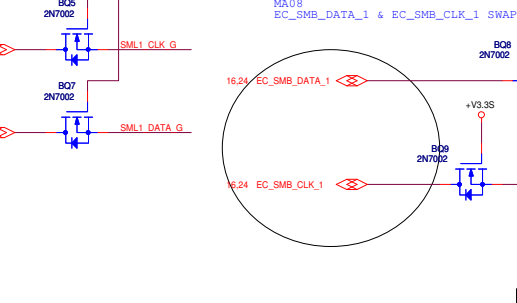 BQ5
2N7002
SML1_CLK_G
BQ7
2N7002
SML1_DATA_G
MA08
EC_SMB_DATA_1 & EC_SMB_CLK_1 SWAP
BQ8
2N7002
16,24 EC_SMB_DATA_1
+V3.3S
BQ9
2N7002
16,24 EC_SMB_CLK_1